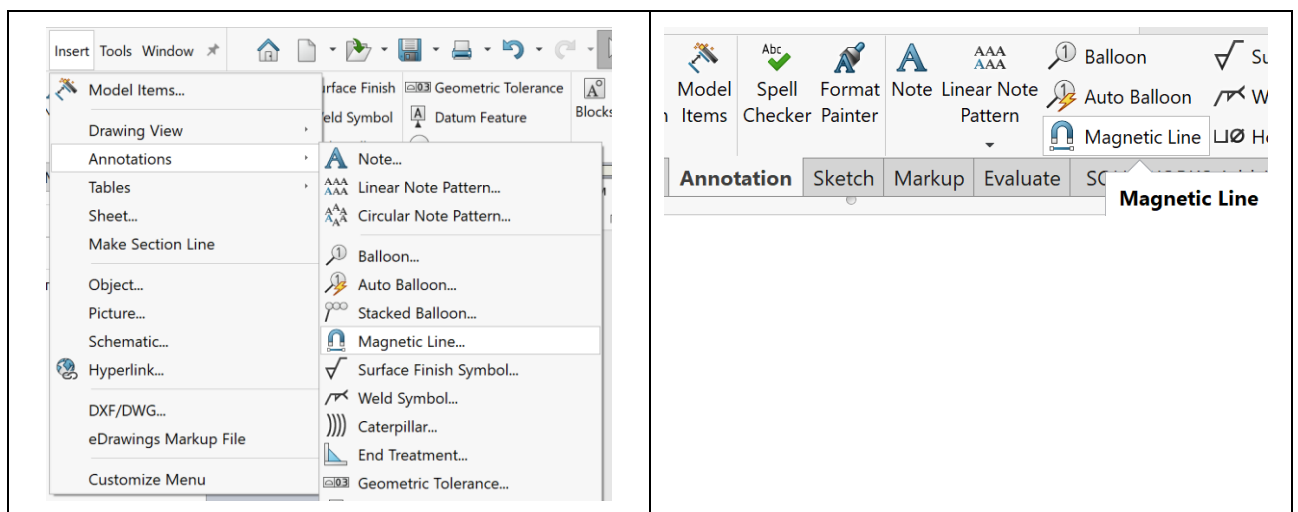 Insert Tools Window
Model Items...
Drawing View
Annotations
Tables
Sheet...
Make Section Line
Object...
Picture...
Schematic...
Hyperlink...
DXF/DWG...
eDrawings Markup File
Customize Menu
urface Finish Geometric Tolerance
eld Symbol Datum Feature
Blocks
Note...
Linear Note Pattern...
Circular Note Pattern...
Balloon...
Auto Balloon...
Stacked Balloon...
Magnetic Line...
Surface Finish Symbol...
Weld Symbol...
Caterpillar...
End Treatment...
Geometric Tolerance...
Model Items
Spell Checker
Format Painter
Note
Linear Note Pattern
Balloon
Auto Balloon
Magnetic Line
Annotation Sketch Markup Evaluate
Magnetic Line